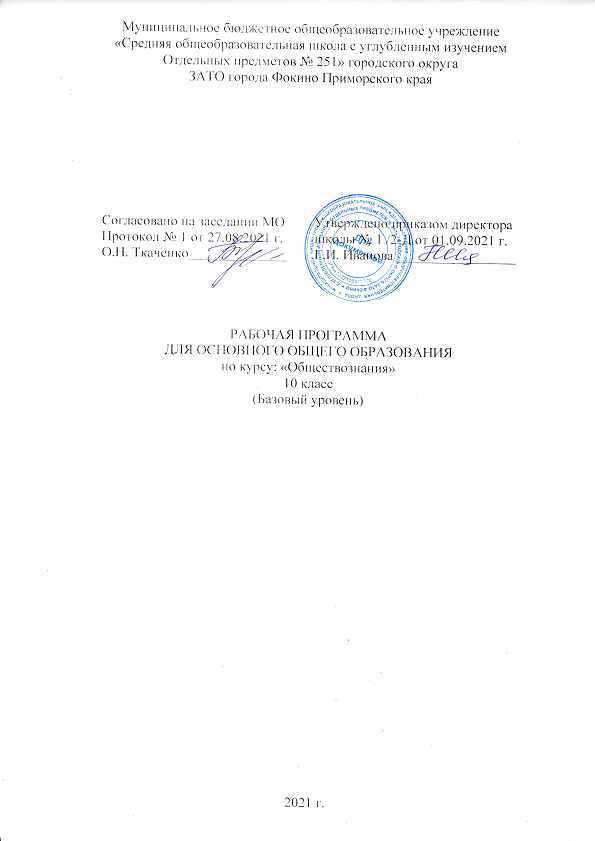 Муниципальное бюджетное общеобразовательное учреждение
«Средняя общеобразовательная школа с углубленным изучением
Отдельных предметов № 251» городского округа
ЗАТО города Фокино Приморского края
Согласовано на заседании МО
Протокол № 1 от 27.08.2021 г.
О.Н. Ткаченко
Утверждено приказом директора
школы № 1 /2-Д от 01.09.2021 г.
Л.И. Иванова
РАБОЧАЯ ПРОГРАММА
ДЛЯ ОСНОВНОГО ОБЩЕГО ОБРАЗОВАНИЯ
по курсу: «Обществознания»
10 класс
(Базовый уровень)
2021 г.